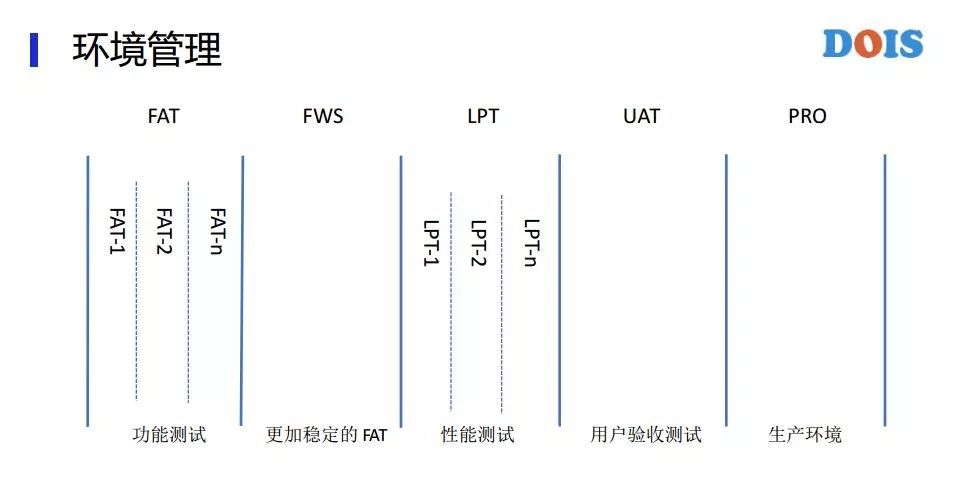 环境管理
DOIS
FAT FWS LPT UAT PRO
FAT-1 FAT-2 FAT-n LPT-1 LPT-2 LPT-n
功能测试 更加稳定的 FAT 性能测试 用户验收测试 生产环境